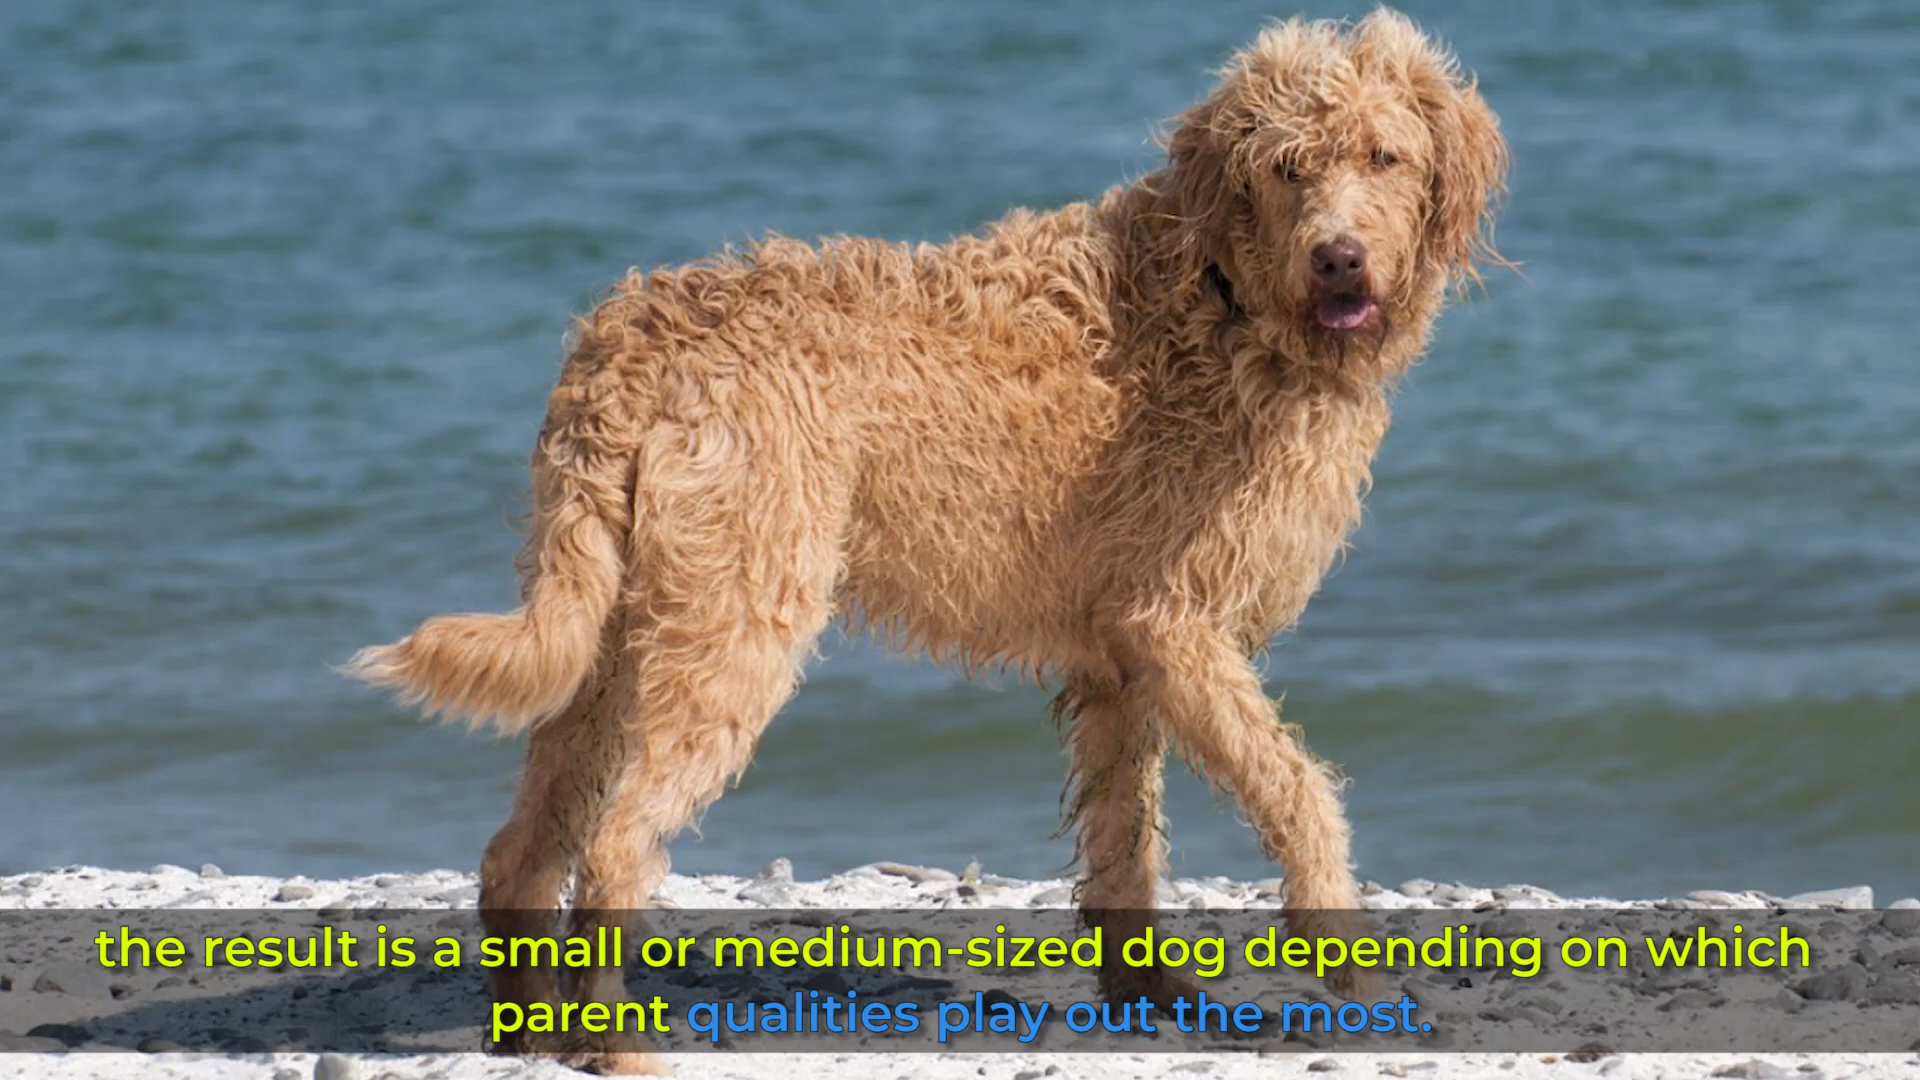 the result is a small or medium-sized dog depending on which
parent qualities play out the most.